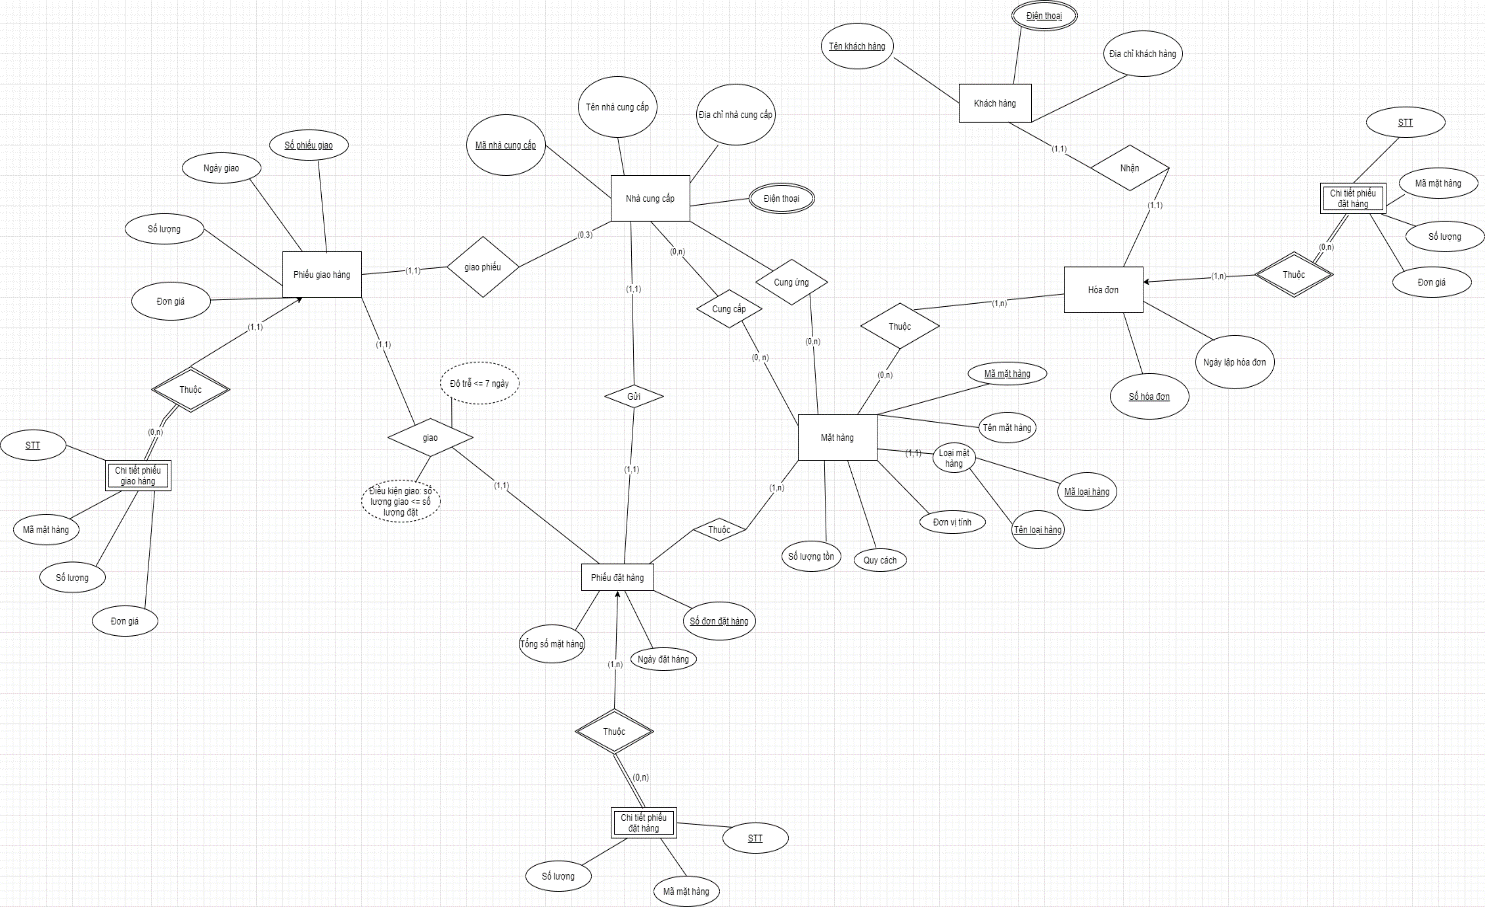 Điện thoại
Tên khách hàng
Địa chỉ khách hàng
Khách hàng
(1,1)
Nhận
(1,1)
STT
Chi tiết phiếu
đặt hàng
Mã mặt hàng
Số lượng
Đơn giá
(0,n)
Thuộc
(1,n)
Hóa đơn
Ngày lập hóa đơn
Số hóa đơn
Tên nhà cung cấp
Địa chỉ nhà cung cấp
Mã nhà cung cấp
Nhà cung cấp
Điện thoại
Số phiếu giao
Ngày giao
Số lượng
Đơn giá
Phiếu giao hàng
(1,1)
giao phiếu
(0,3)
(1,1)
(0,n)
Cung cấp
(0, n)
Cung ứng
(0,n)
Thuộc
(1,n)
(0,n)
(1,1)
Thuộc
(0,n)
STT
Chi tiết phiếu
giao hàng
Mã mặt hàng
Số lượng
Đơn giá
(1,1)
Độ trễ <= 7 ngày
giao
Điều kiện giao: số
lượng giao <= số
lượng đặt
(1,1)
Gửi
(1,1)
Mặt hàng
Mã mặt hàng
Tên mặt hàng
(1,1)
Loại mặt
hàng
Mã loại hàng
Tên loại hàng
Đơn vị tính
Quy cách
Số lượng tồn
(1,n)
Thuộc
Phiếu đặt hàng
Tổng số mặt hàng
Ngày đặt hàng
Số đơn đặt hàng
(1,n)
Thuộc
(0,n)
Chi tiết phiếu
đặt hàng
STT
Số lượng
Mã mặt hàng